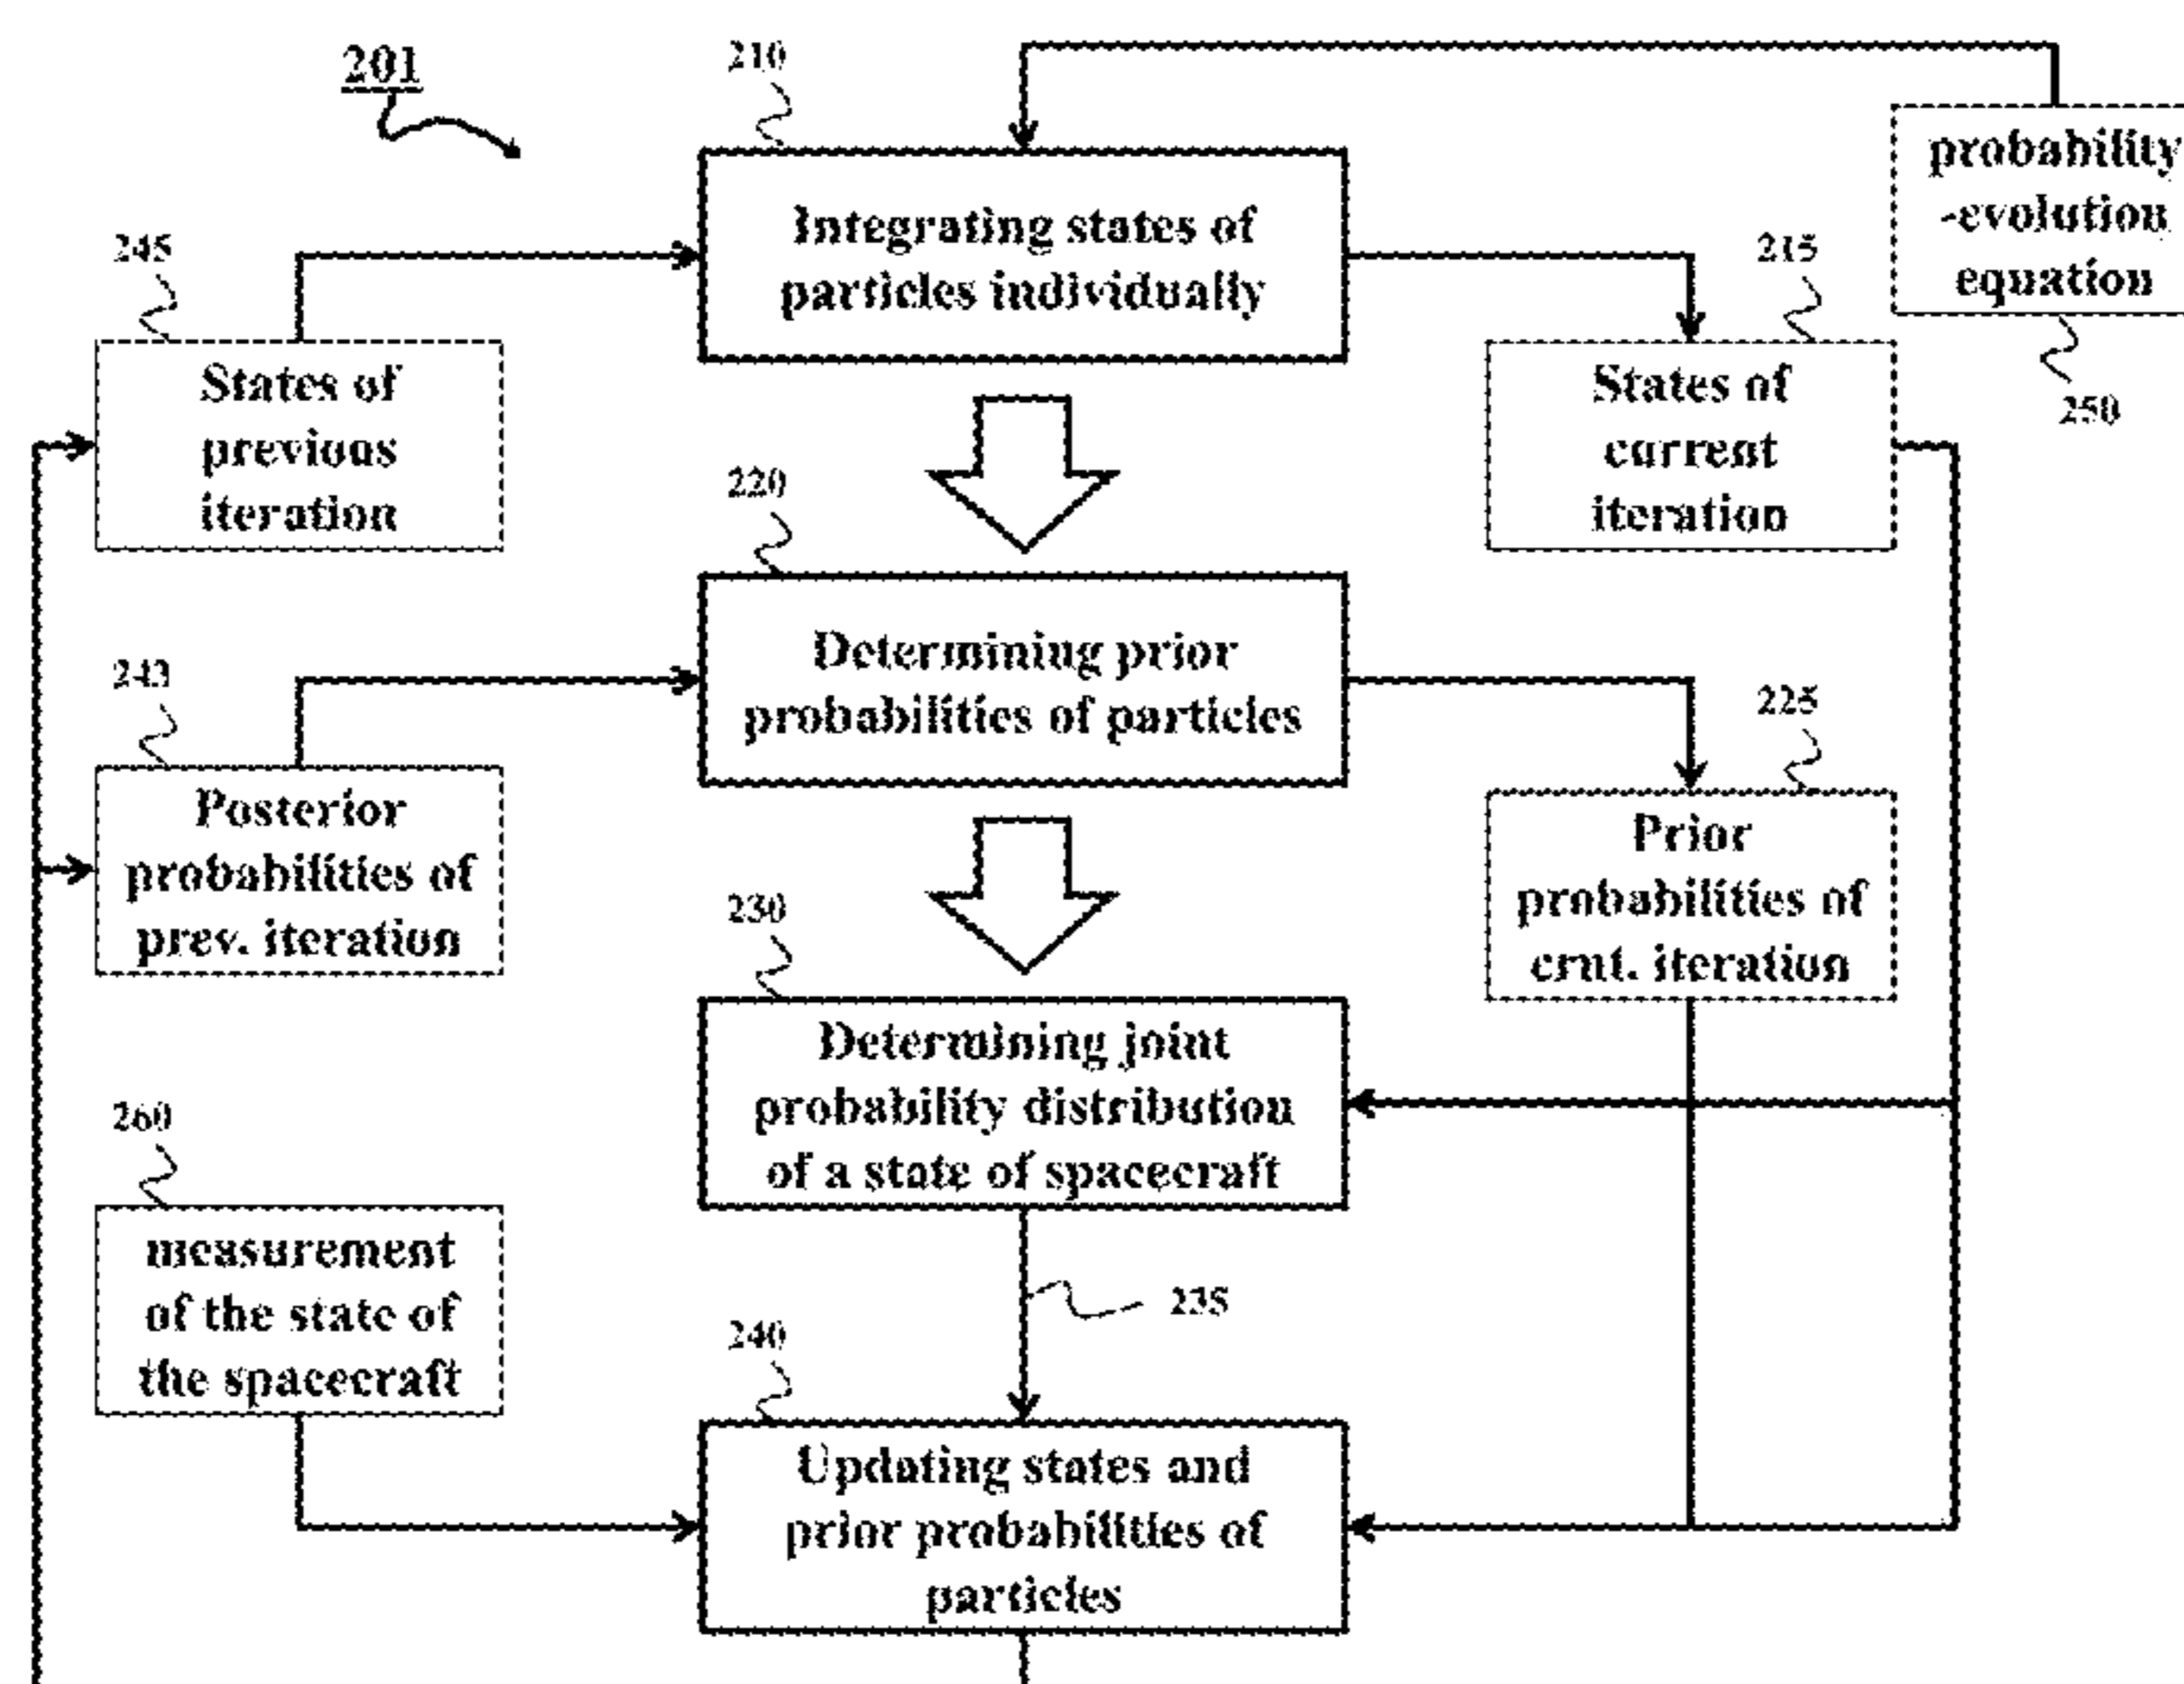 201
210
probability
-evolution
equation
250
Integrating states of
particles individually
245
States of
previous
iteration
215
States of
current
iteration
220
Determining prior
probabilities of particles
243
Posterior
probabilities of
prev. iteration
225
Prior
probabilities of
crnt. iteration
230
Determining joint
probability distribution
of a state of spacecraft
260
measurement
of the state of
the spacecraft
235
240
Updating states and
prior probabilities of
particles